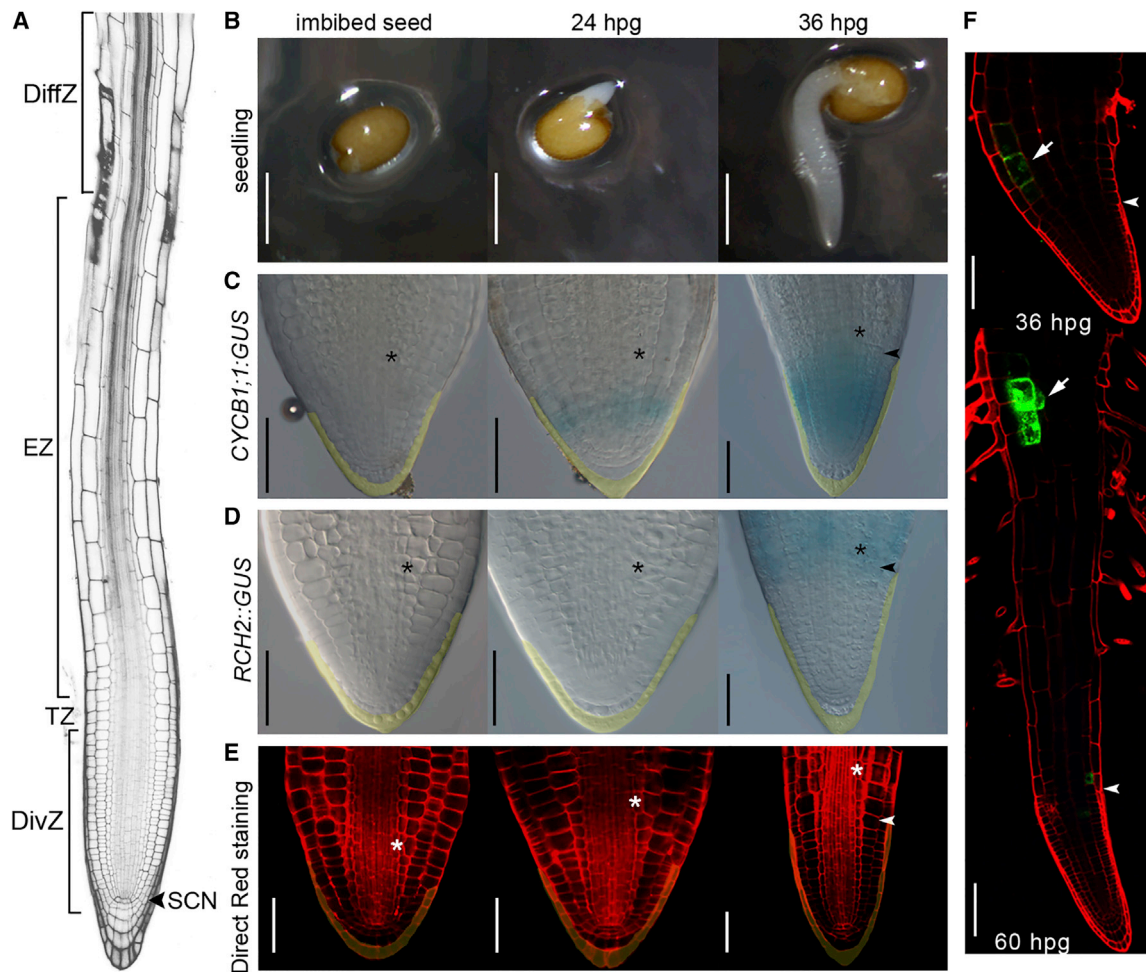 A
DiffZ
EZ
TZ
DivZ
SCN
B
imbibed seed
24 hpg
36 hpg
seedling
C
CYCB1;1:GUS
*
*
*
D
RCH2::GUS
*
*
*
E
Direct Red staining
*
*
*
F
36 hpg
60 hpg